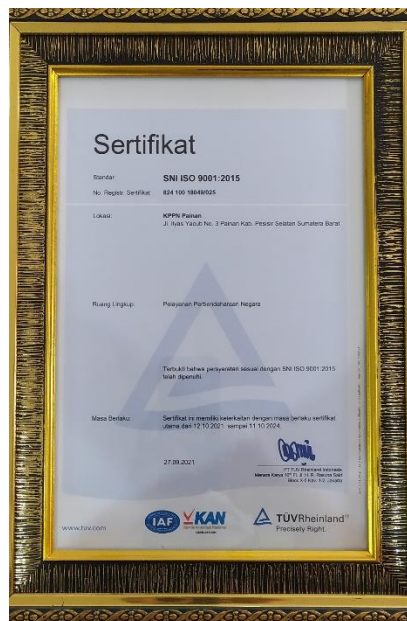 Sertifikat
Standar SNI ISO 9001:2015
No. Registr. Sertifikat 824 100 18049/025
Lokasi: KPPN Painan
Jl. Ilyas Yacub No. 3 Painan Kab. Pesisir Selatan Sumatera Barat
Ruang Lingkup: Pelayanan Perbendaharaan Negara
Terbukti bahwa persyaratan sesuai dengan SNI ISO 9001:2015
telah dipenuhi.
Masa Berlaku: Sertifikat ini memiliki keterkaitan dengan masa berlaku sertifikat
utama dari 12.10.2021 sampai 11.10.2024.
27.09.2021
PT TUV Rheinland Indonesia
www.tuv.com
IAF
KAN
TÜVRheinland®
Precisely Right.